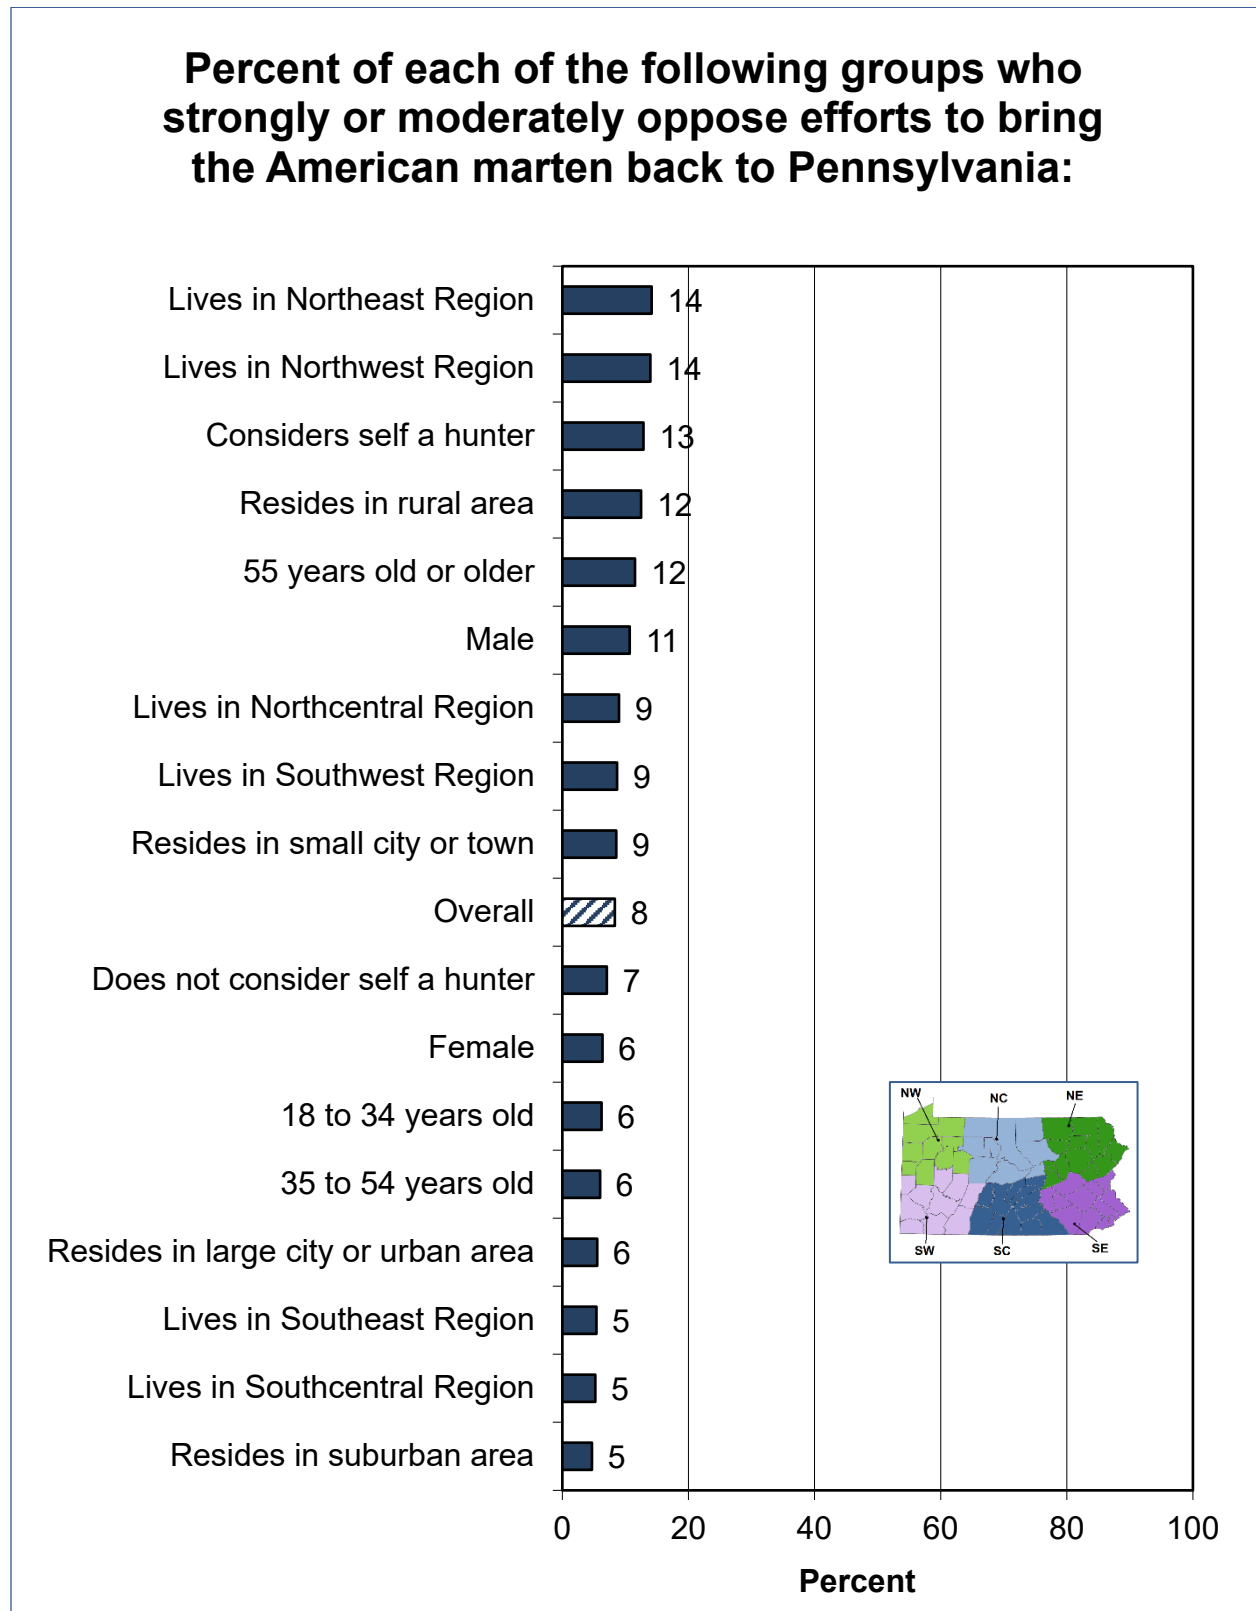 Percent of each of the following groups who
strongly or moderately oppose efforts to bring
the American marten back to Pennsylvania:
Lives in Northeast Region 14
Lives in Northwest Region 14
Considers self a hunter 13
Resides in rural area 12
55 years old or older 12
Male 11
Lives in Northcentral Region 9
Lives in Southwest Region 9
Resides in small city or town 9
Overall 8
Does not consider self a hunter 7
Female 6
18 to 34 years old 6
35 to 54 years old 6
Resides in large city or urban area 6
Lives in Southeast Region 5
Lives in Southcentral Region 5
Resides in suburban area 5
NW NC NE
SW SC SE
0 20 40 60 80 100
Percent